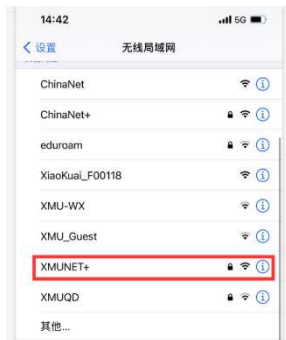 14:42
5G
设置
无线局域网
ChinaNet
ChinaNet+
eduroam
XiaoKuai_F00118
XMU-WX
XMU_Guest
XMUNET+
XMUQD
其他...